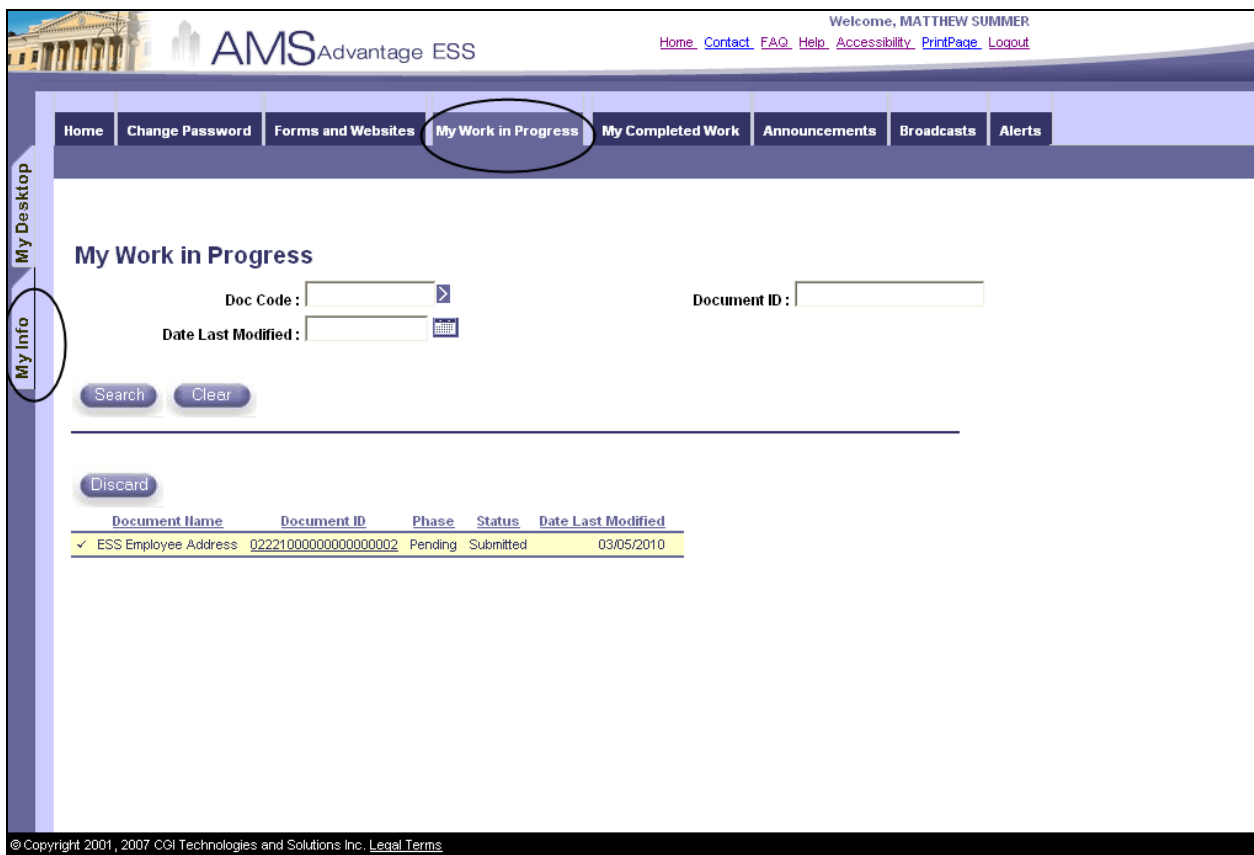 Welcome, MATTHEW SUMMER
AMS Advantage ESS
Home Contact FAQ Help Accessibility PrintPage Logout
Home Change Password Forms and Websites My Work in Progress My Completed Work Announcements Broadcasts Alerts
My Desktop
My Info
My Work in Progress
Doc Code : Document ID :
Date Last Modified :
Search Clear
Discard
Document Name Document ID Phase Status Date Last Modified
✓ ESS Employee Address 02221000000000000002 Pending Submitted 03/05/2010
© Copyright 2001, 2007 CGI Technologies and Solutions Inc. Legal Terms